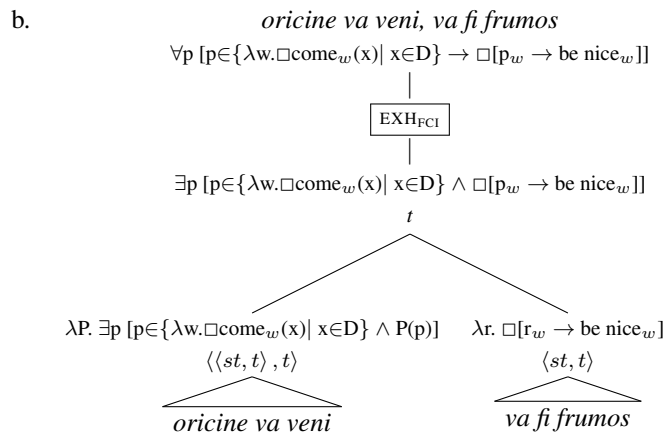 b.
oricine va veni, va fi frumos
∀p [p∈{λw.□come_w(x)| x∈D} → □[p_w → be nice_w]]
EXH_FCI
∃p [p∈{λw.□come_w(x)| x∈D} ∧ □[p_w → be nice_w]]
t
λP. ∃p [p∈{λw.□come_w(x)| x∈D} ∧ P(p)] λr. □[r_w → be nice_w]
⟨⟨st, t⟩ , t⟩ ⟨st, t⟩
oricine va veni va fi frumos